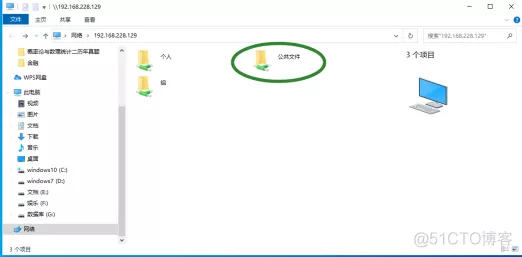 \\192.168.228.129
文件 主页 共享 查看
网络 > 192.168.228.129
搜索"192.168.228.129"
概率论与数理统计二历年真题
金融
WPS网盘
此电脑
视频
图片
文档
下载
音乐
桌面
windows10 (C:)
windows7 (D:)
文档 (E:)
娱乐 (F:)
数据库 (G:)
网络
个人
公共文件
组
3 个项目
3 个项目
@51CTO博客